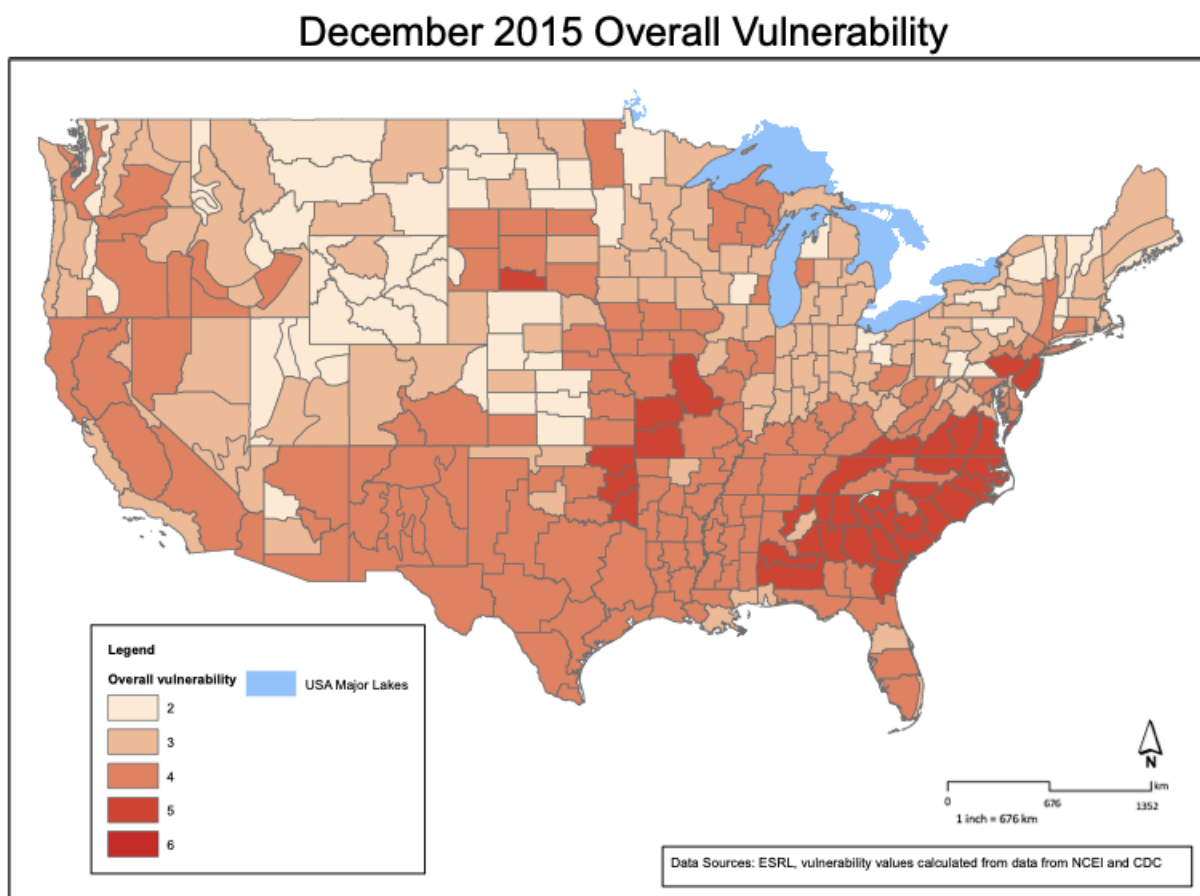 December 2015 Overall Vulnerability
Legend
Overall vulnerability
USA Major Lakes
2
3
4
5
6
N
km
0
676
1352
1 inch = 676 km
Data Sources: ESRL, vulnerability values calculated from data from NCEI and CDC